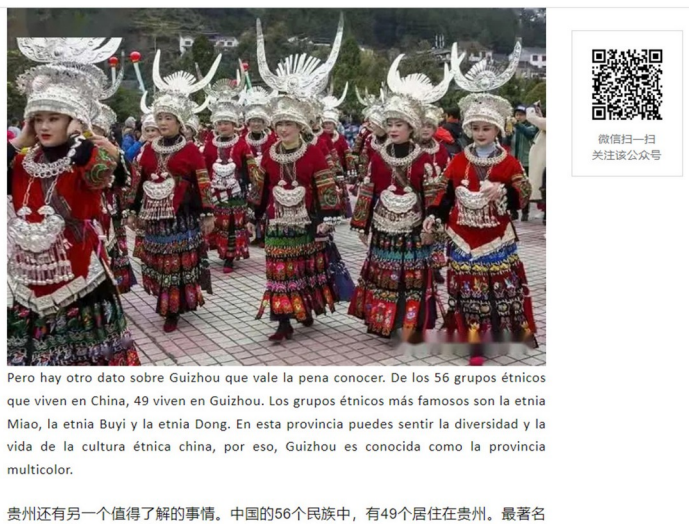 微信扫一扫
关注该公众号
Pero hay otro dato sobre Guizhou que vale la pena conocer. De los 56 grupos étnicos
que viven en China, 49 viven en Guizhou. Los grupos étnicos más famosos son la etnia
Miao, la etnia Buyi y la etnia Dong. En esta provincia puedes sentir la diversidad y la
vida de la cultura étnica china, por eso, Guizhou es conocida como la provincia
multicolor.
贵州还有另一个值得了解的事情。中国的56个民族中，有49个居住在贵州。最著名